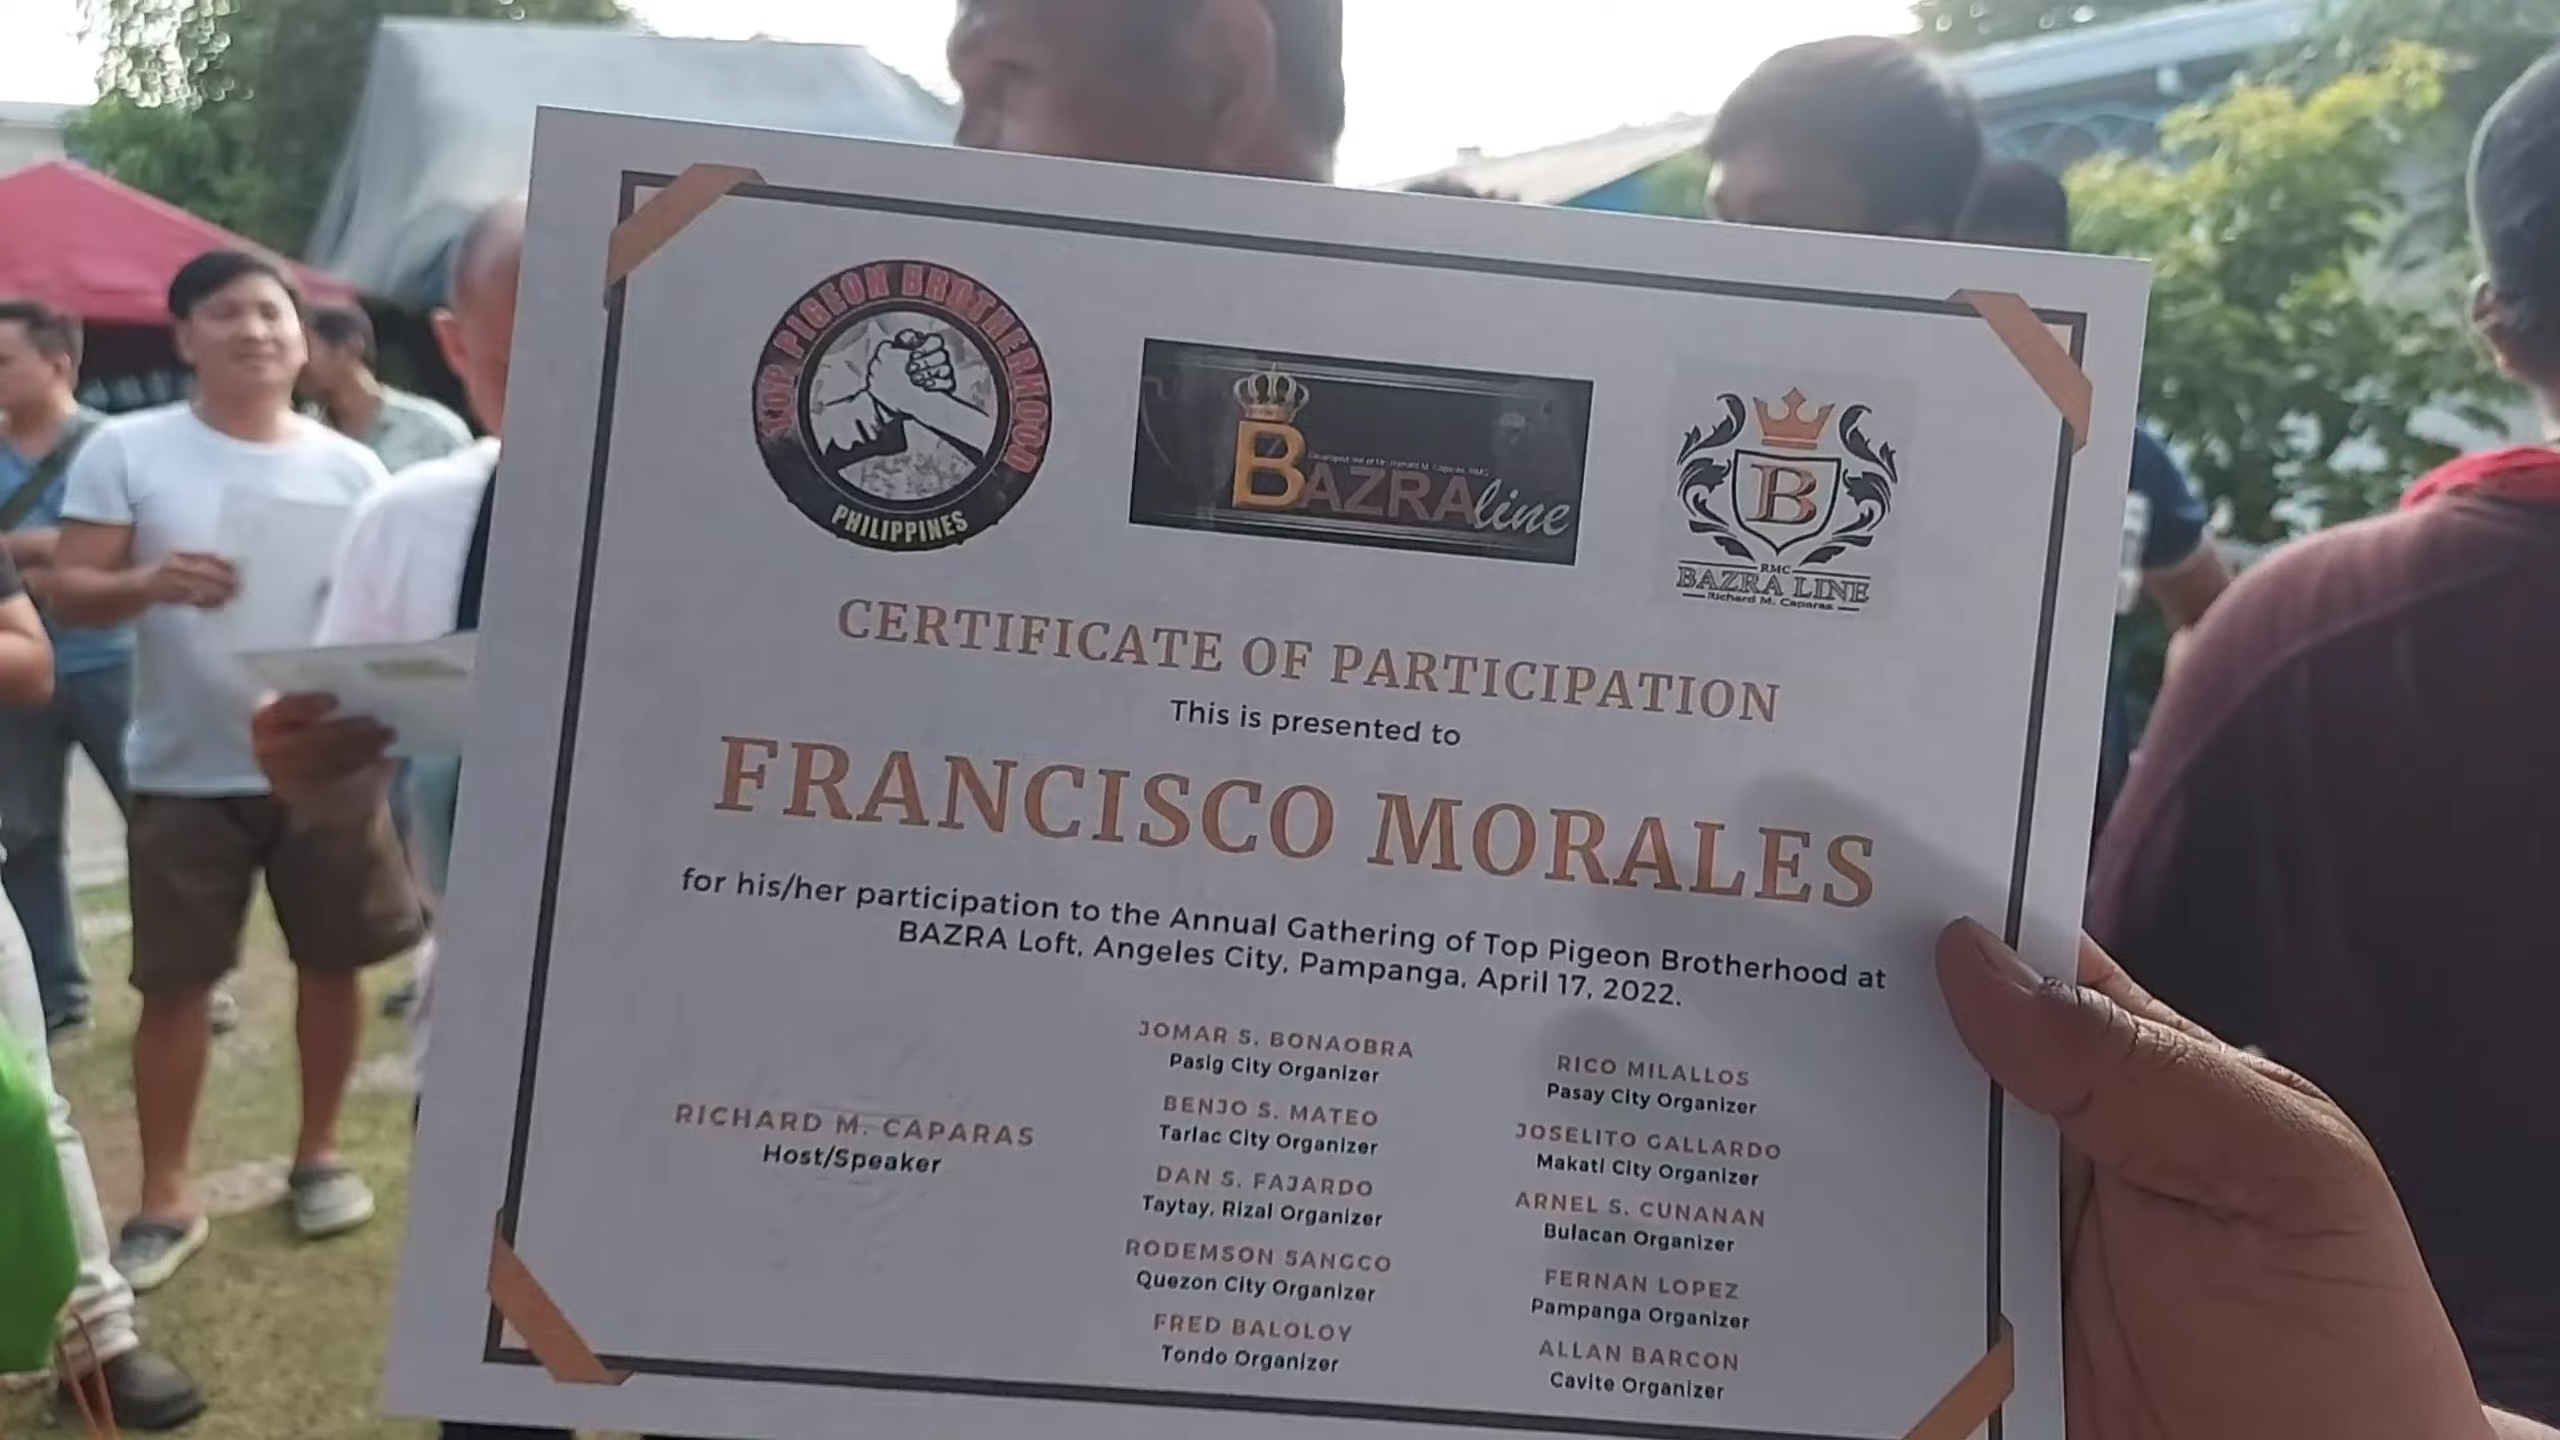 TOP PIGEON BROTHERHOOD
PHILIPPINES
BAZRA line
B
RMC
BAZRA LINE
Richard M. Caparas
CERTIFICATE OF PARTICIPATION
This is presented to
FRANCISCO MORALES
for his/her participation to the Annual Gathering of Top Pigeon Brotherhood at
BAZRA Loft, Angeles City, Pampanga, April 17, 2022.
RICHARD M. CAPARAS
Host/Speaker
JOMAR S. BONAOBRA
Pasig City Organizer
BENJO S. MATEO
Tarlac City Organizer
DAN S. FAJARDO
Taytay, Rizal Organizer
RODEMSON SANGCO
Quezon City Organizer
FRED BALOLOY
Tondo Organizer
RICO MILALLOS
Pasay City Organizer
JOSELITO GALLARDO
Makati City Organizer
ARNEL S. CUNANAN
Bulacan Organizer
FERNAN LOPEZ
Pampanga Organizer
ALLAN BARCON
Cavite Organizer